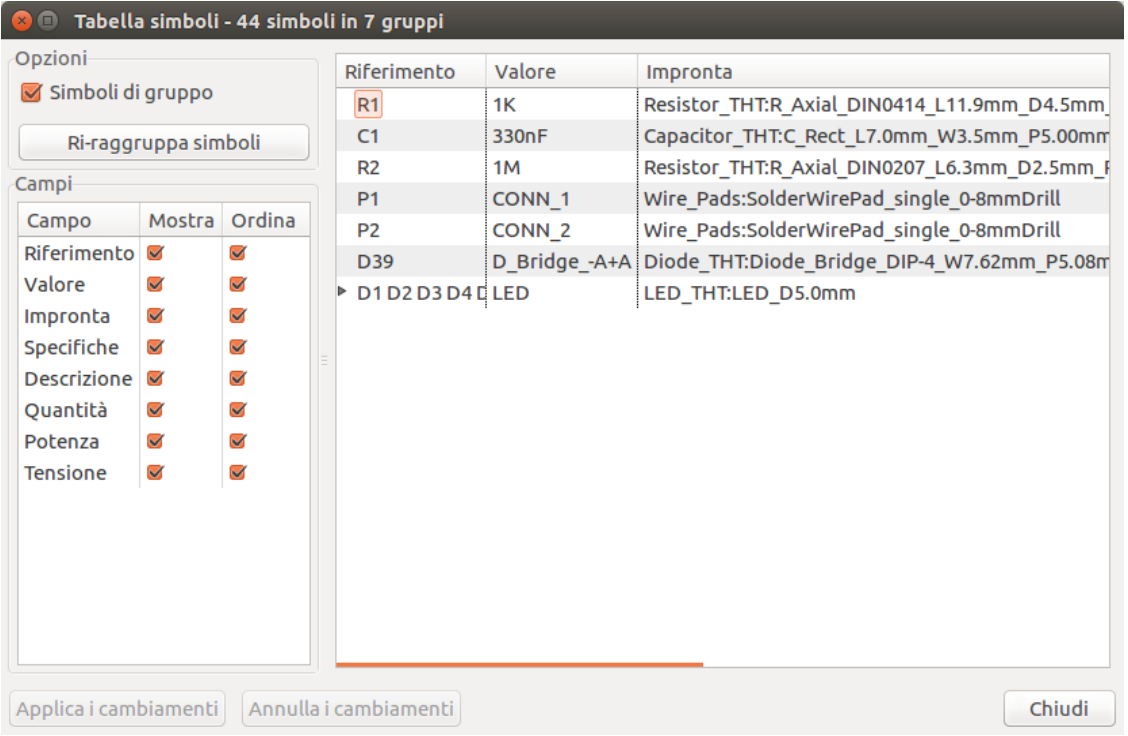 Tabella simboli - 44 simboli in 7 gruppi
Opzioni
Simboli di gruppo
Ri-raggruppa simboli
Campi
Campo Mostra Ordina
Riferimento
Valore
Impronta
Specifiche
Descrizione
Quantità
Potenza
Tensione
Riferimento Valore Impronta
R1 1K Resistor_THT:R_Axial_DIN0414_L11.9mm_D4.5mm_
C1 330nF Capacitor_THT:C_Rect_L7.0mm_W3.5mm_P5.00mm
R2 1M Resistor_THT:R_Axial_DIN0207_L6.3mm_D2.5mm_
P1 CONN_1 Wire_Pads:SolderWirePad_single_0-8mmDrill
P2 CONN_2 Wire_Pads:SolderWirePad_single_0-8mmDrill
D39 D_Bridge_-A+A Diode_THT:Diode_Bridge_DIP-4_W7.62mm_P5.08m
D1 D2 D3 D4 D LED LED_THT:LED_D5.0mm
Applica i cambiamenti Annulla i cambiamenti Chiudi